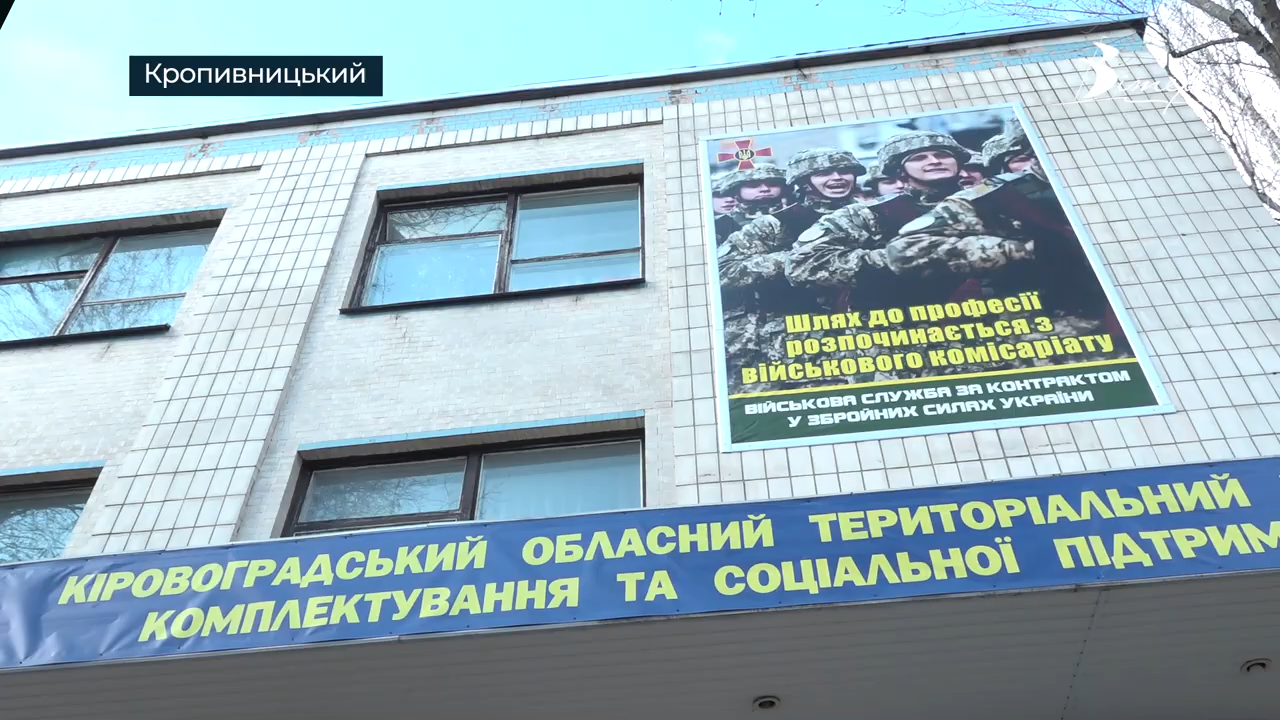 Кропивницький
Шлях до професії
розпочинається з
військового комісаріату
ВІЙСЬКОВА СЛУЖБА ЗА КОНТРАКТОМ
У ЗБРОЙНИХ СИЛАХ УКРАЇНИ
КІРОВОГРАДСЬКИЙ ОБЛАСНИЙ ТЕРИТОРІАЛЬНИЙ
КОМПЛЕКТУВАННЯ ТА СОЦІАЛЬНОЇ ПІДТРИМ